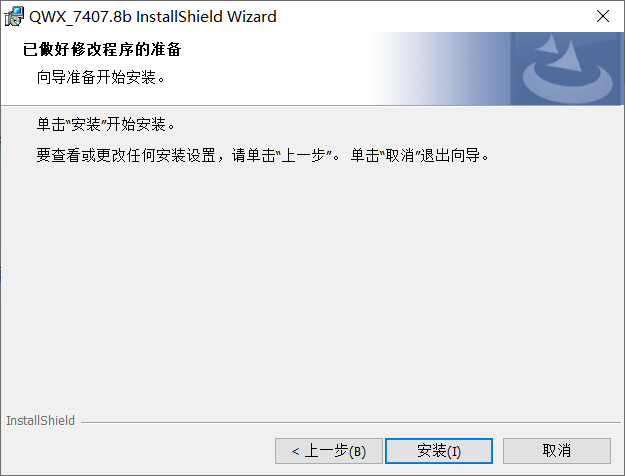 QWX_7407.8b InstallShield Wizard
已做好修改程序的准备
向导准备开始安装。
单击“安装”开始安装。
要查看或更改任何安装设置，请单击“上一步”。 单击“取消”退出向导。
InstallShield
< 上一步(B)
安装(I)
取消